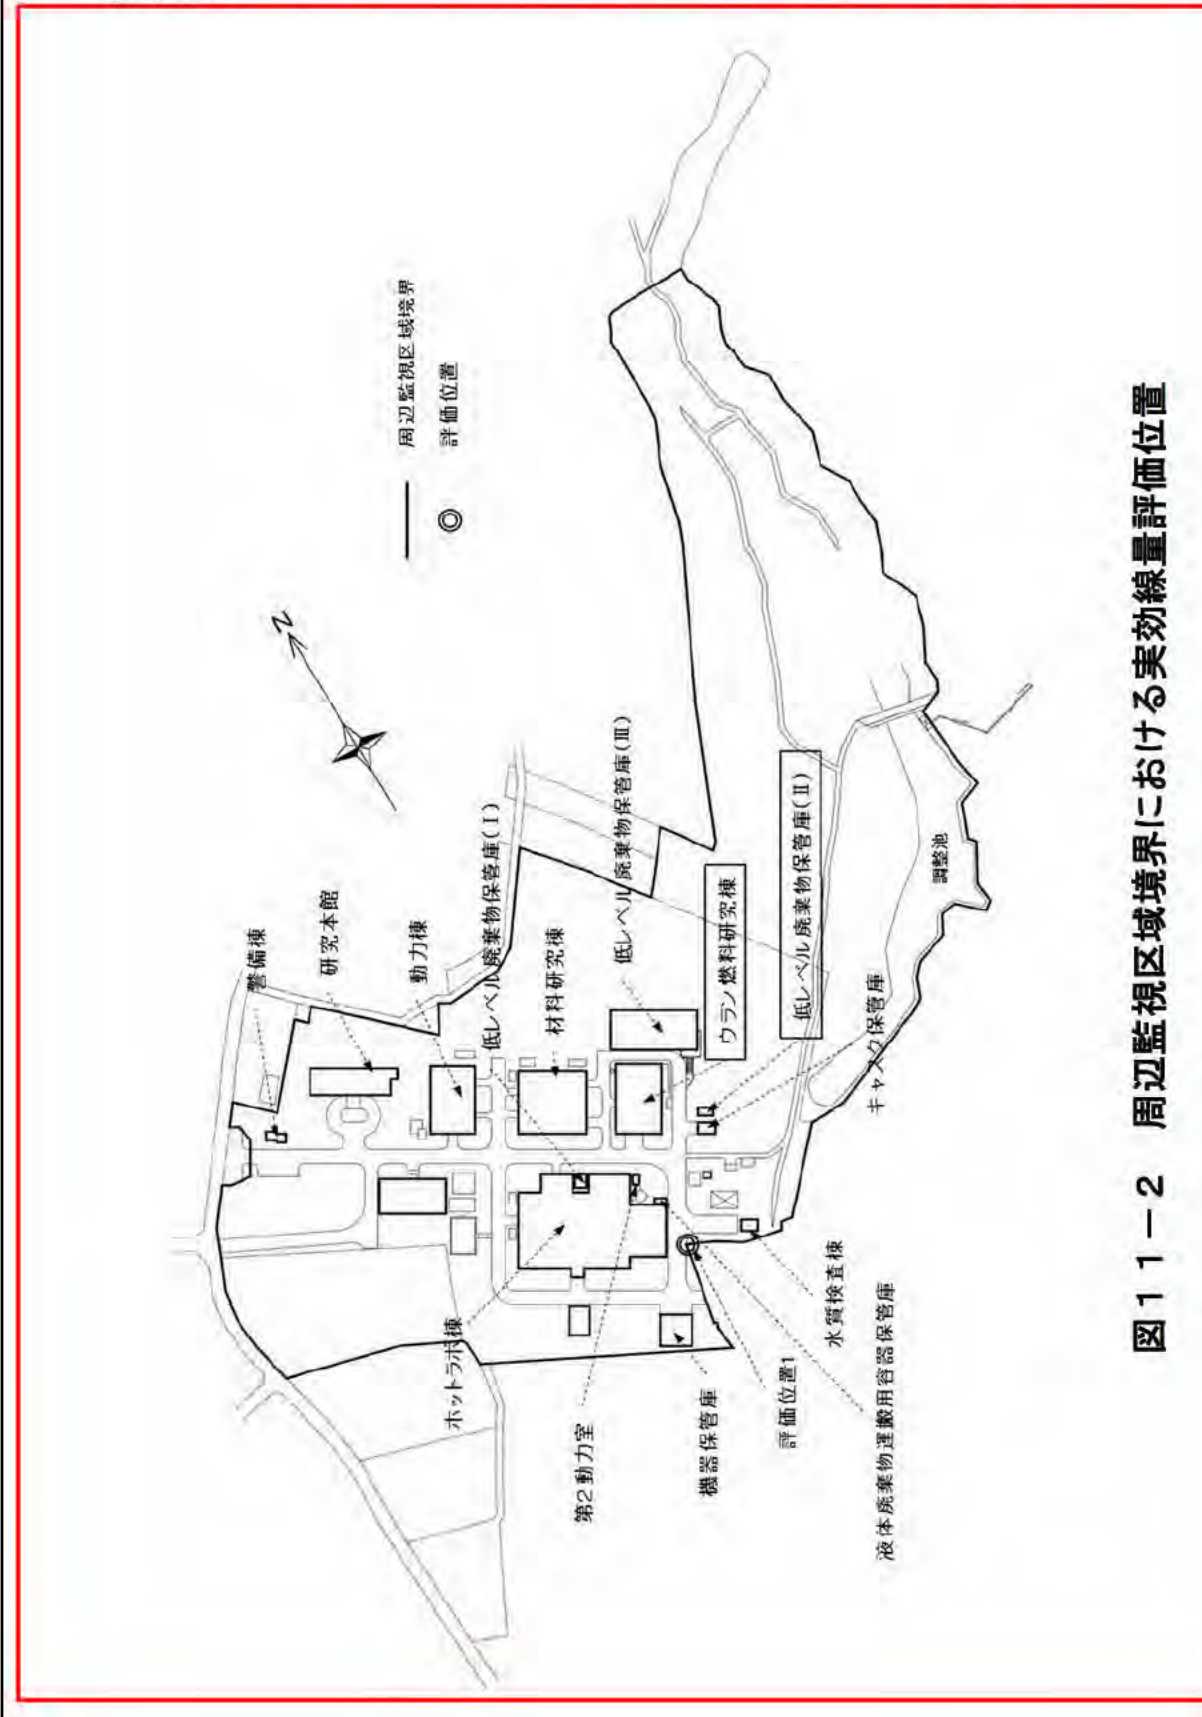 N
周辺監視区域境界
評価位置
警備棟
研究本館
動力棟
低レベル廃棄物保管庫(Ⅰ)
材料研究棟
低レベル廃棄物保管庫(Ⅲ)
ウラン燃料研究棟
低レベル廃棄物保管庫(Ⅱ)
キャスク保管庫
調整池
ホットラボ棟
第2動力室
機器保管庫
評価位置1
水質検査棟
液体廃棄物運搬用容器保管庫
図11－2 周辺監視区域境界における実効線量評価位置